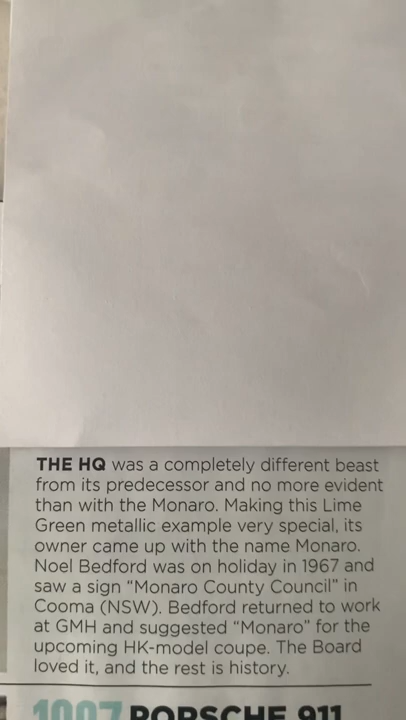 THE HQ was a completely different beast
from its predecessor and no more evident
than with the Monaro. Making this Lime
Green metallic example very special, its
owner came up with the name Monaro.
Noel Bedford was on holiday in 1967 and
saw a sign “Monaro County Council” in
Cooma (NSW). Bedford returned to work
at GMH and suggested “Monaro” for the
upcoming HK-model coupe. The Board
loved it, and the rest is history.
1007 PORSCHE 911